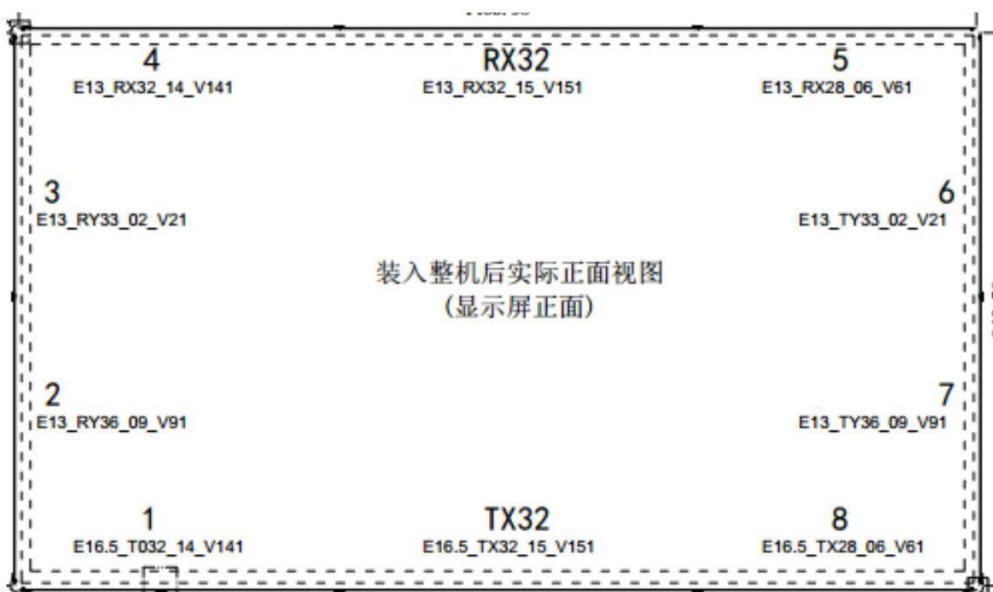 4
RX32
5
E13_RX32_14_V141
E13_RX32_15_V151
E13_RX28_06_V61
3
6
E13_RY33_02_V21
E13_TY33_02_V21
装入整机后实际正面视图
(显示屏正面)
2
7
E13_RY36_09_V91
E13_TY36_09_V91
1
TX32
8
E16.5_T032_14_V141
E16.5_TX32_15_V151
E16.5_TX28_06_V61